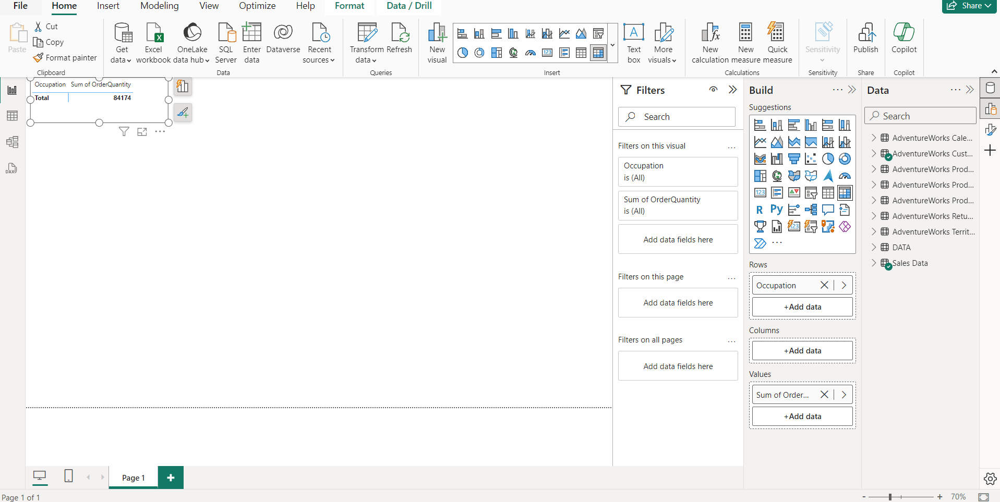 File Home Insert Modeling View Optimize Help Format Data / Drill Share
Paste
Cut
Copy
Format painter
Clipboard
Get data
Excel workbook
OneLake data hub
SQL Server
Enter data
Dataverse
Recent sources
Data
Transform data
Refresh
Queries
New visual
123
A
Text box
More visuals
Insert
fx
New calculation
New measure
Quick measure
Calculations
Sensitivity
Sensitivity
Publish
Share
Copilot
Copilot
Occupation Sum of OrderQuantity
Total 84174
DAX
Filters
Search
Filters on this visual
Occupation
is (All)
Sum of OrderQuantity
is (All)
Add data fields here
Filters on this page
Add data fields here
Filters on all pages
Add data fields here
Build
Suggestions
123
R Py
123
Rows
Occupation
+Add data
Columns
+Add data
Values
Sum of Order...
+Add data
Data
Search
AdventureWorks Cale...
AdventureWorks Cust...
AdventureWorks Prod...
AdventureWorks Prod...
AdventureWorks Prod...
AdventureWorks Retu...
AdventureWorks Territ...
DATA
Sales Data
Page 1
Page 1 of 1
- + 70%